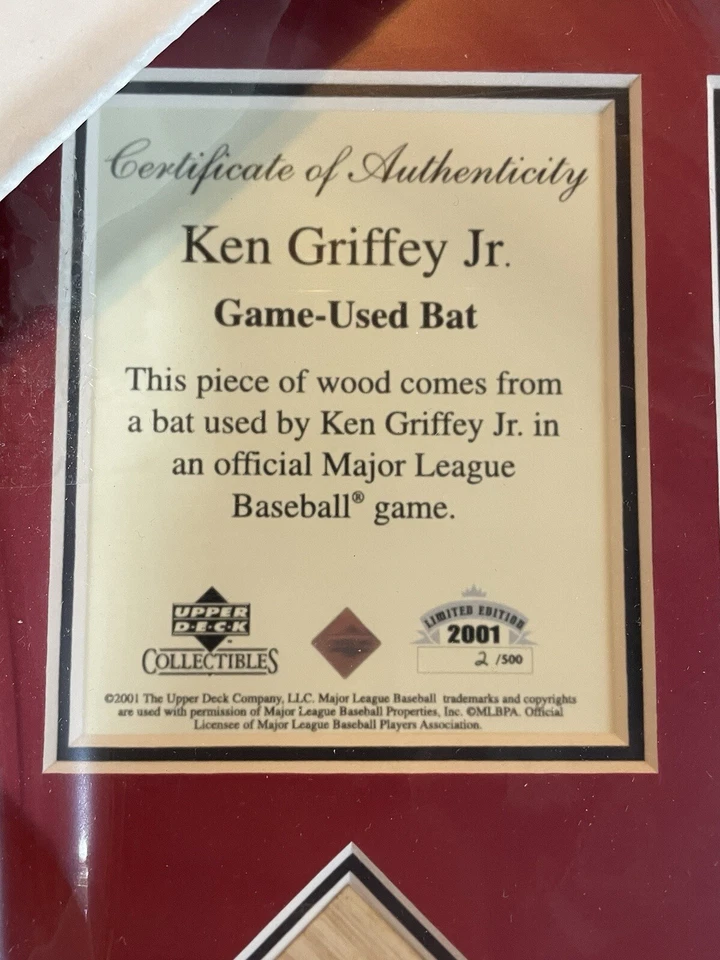 Certificate of Authenticity
Ken Griffey Jr.
Game-Used Bat
This piece of wood comes from
a bat used by Ken Griffey Jr. in
an official Major League
Baseball® game.
UPPER
D·E·C·K
COLLECTIBLES
LIMITED EDITION
2001
2 /500
©2001 The Upper Deck Company, LLC. Major League Baseball trademarks and copyrights
are used with permission of Major League Baseball Properties, Inc. ©MLBPA. Official
Licensee of Major League Baseball Players Association.